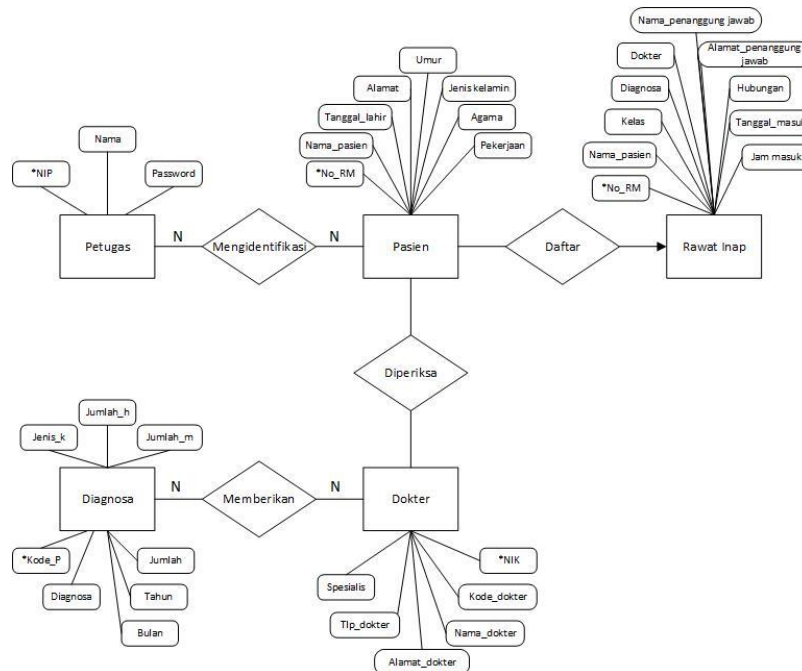 Nama_penanggung jawab
Umur
Dokter
Alamat_penanggung
jawab
Alamat
Jenis kelamin
Diagnosa
Hubungan
Tanggal_lahir
Agama
Kelas
Tanggal_masuk
Nama
Nama_pasien
Pekerjaan
Nama_pasien
Jam masuk
*NIP
Password
*No_RM
*No_RM
Petugas
N
Mengidentifikasi
N
Pasien
Daftar
Rawat Inap
Diperiksa
Jumlah_h
Jenis_k
Jumlah_m
Diagnosa
N
Memberikan
N
Dokter
*Kode_P
Jumlah
*NIK
Spesialis
Diagnosa
Tahun
Kode_dokter
Tlp_dokter
Bulan
Nama_dokter
Alamat_dokter